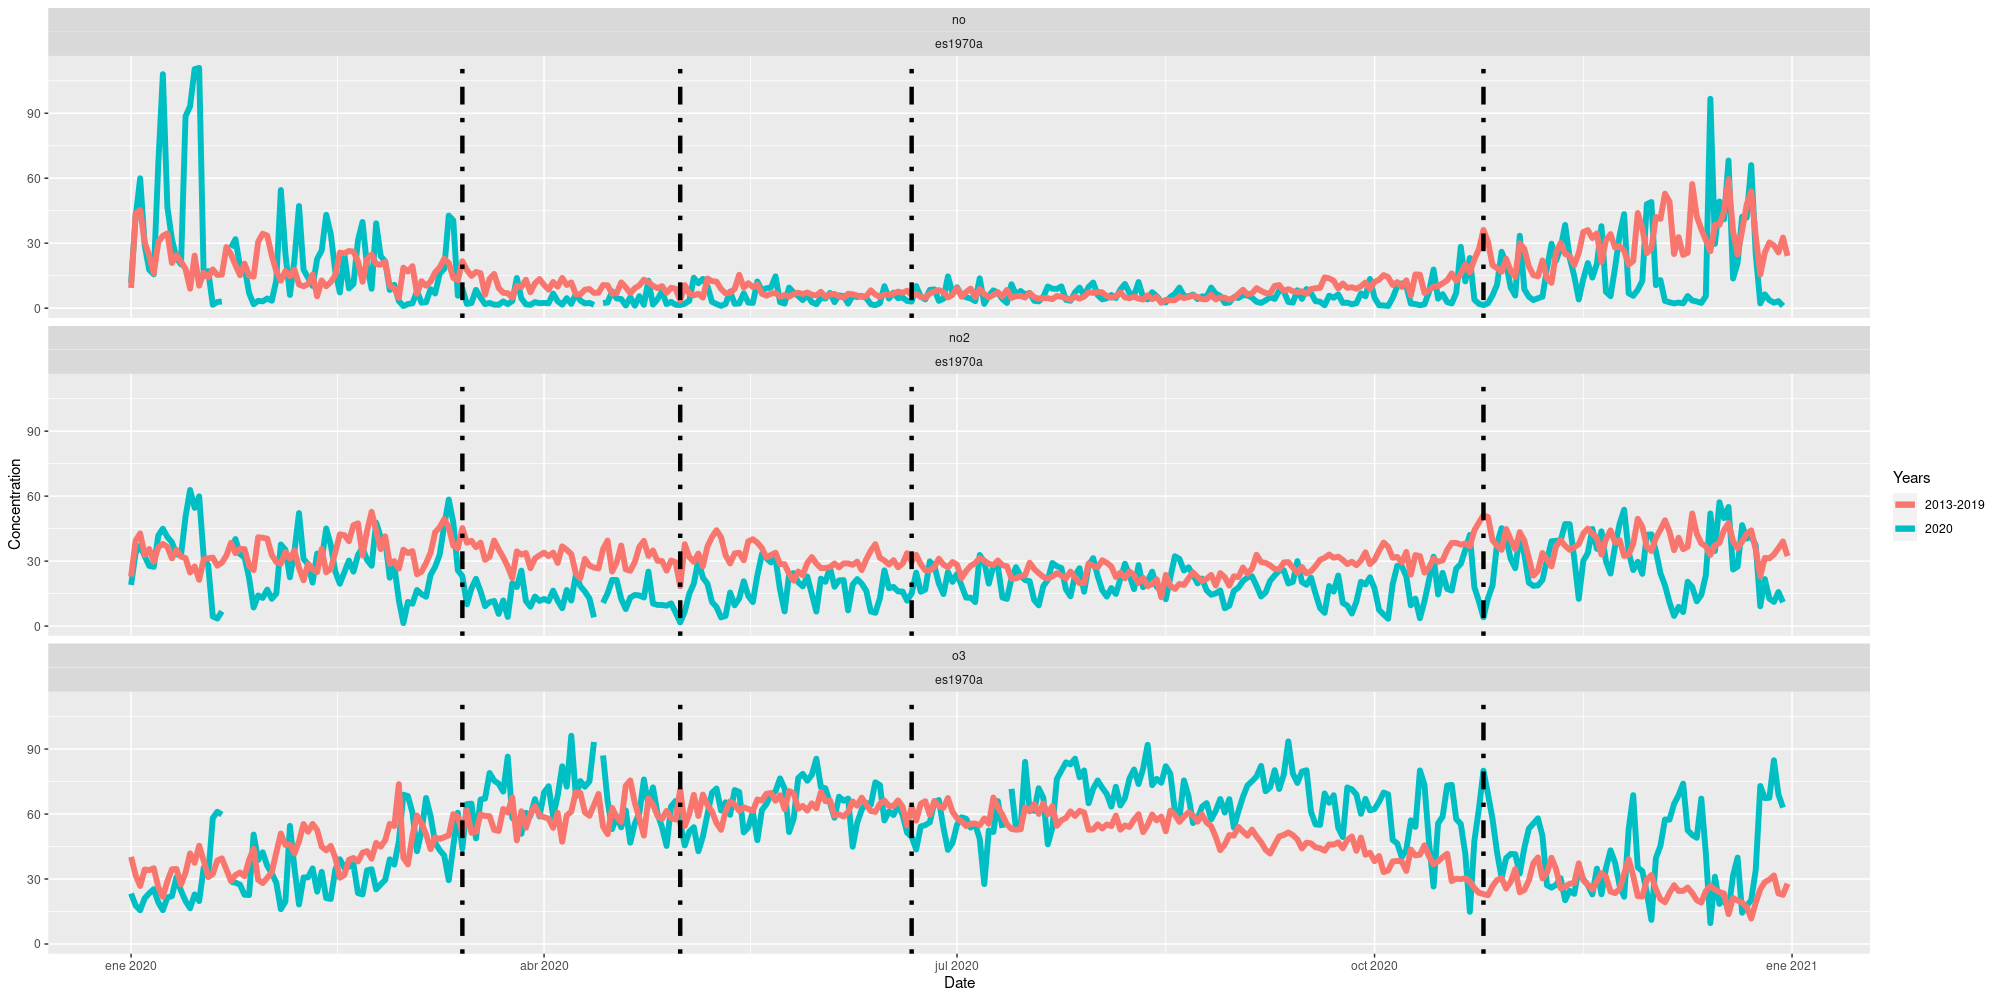 no
es1970a
90
60
30
0
no2
es1970a
90
60
30
0
o3
es1970a
90
60
30
0
Concentration
ene 2020
abr 2020
jul 2020
oct 2020
ene 2021
Date
Years
2013-2019
2020